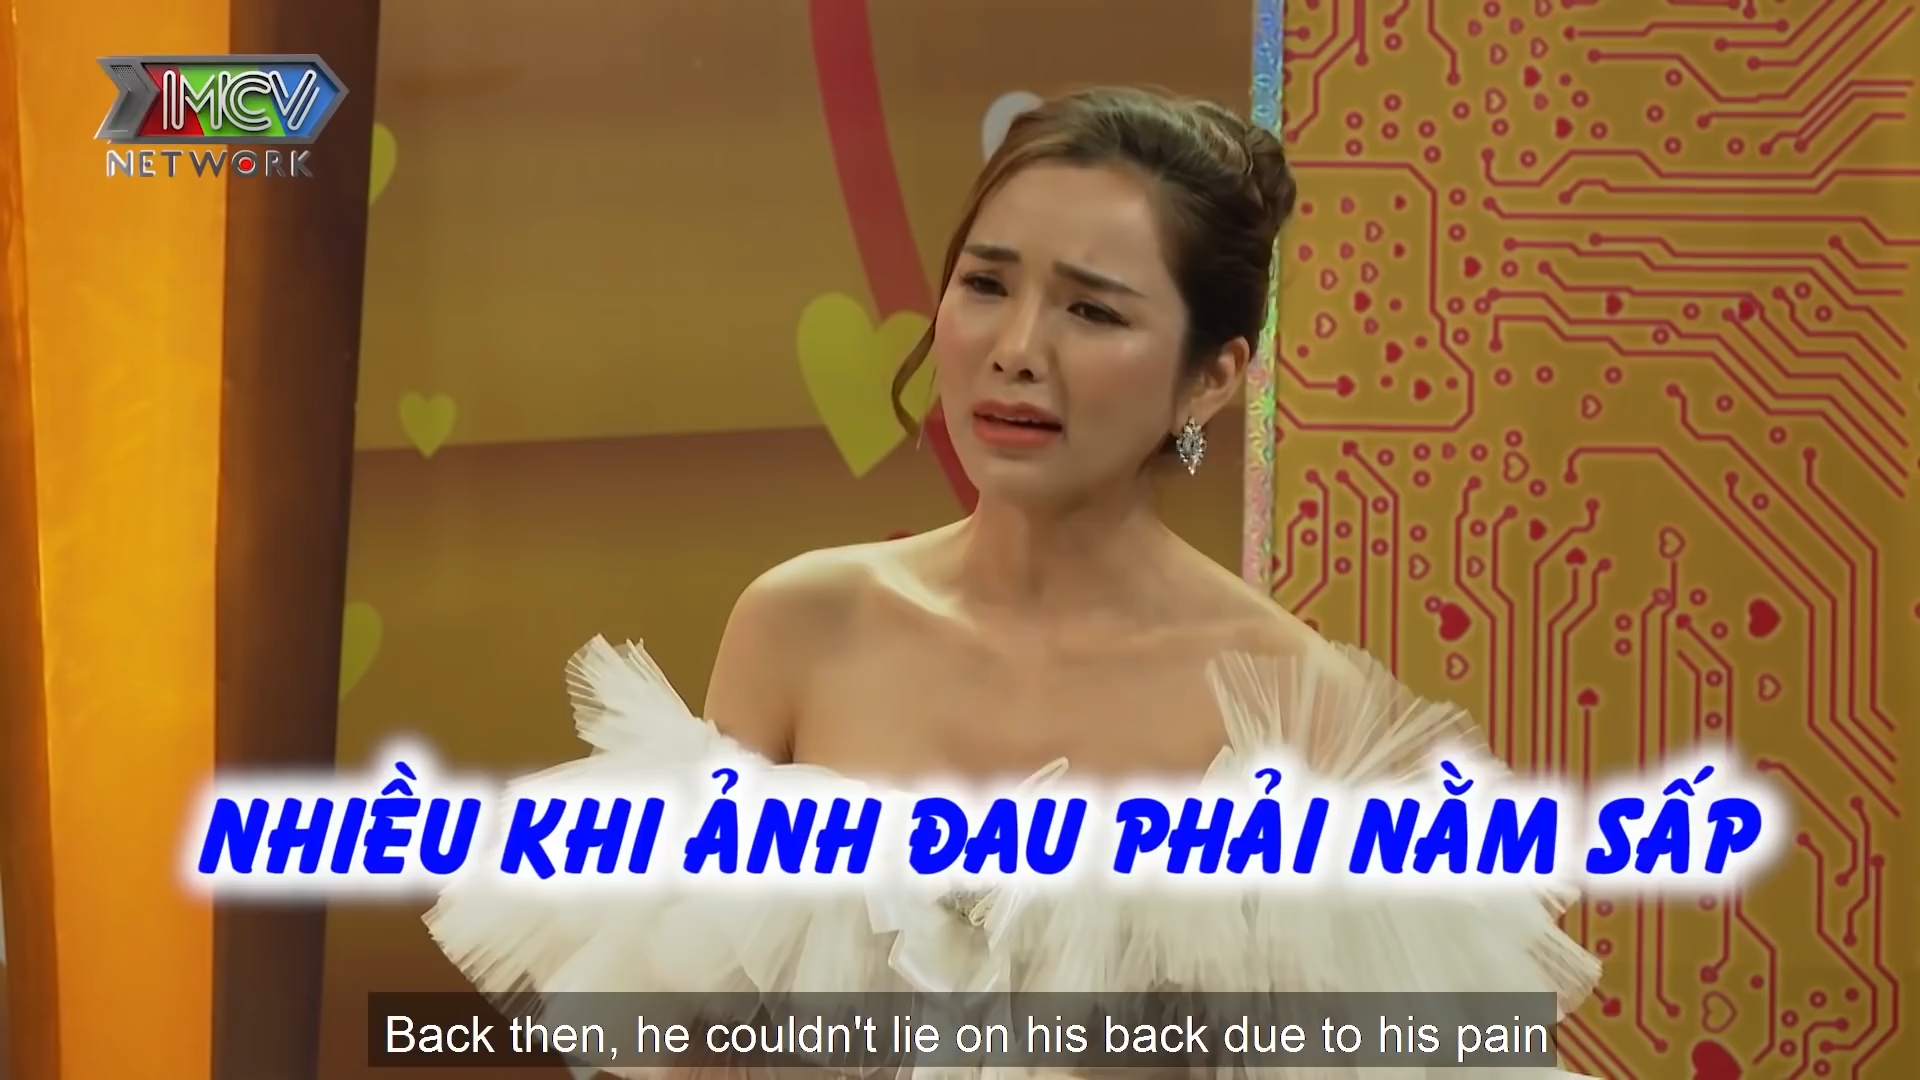 MCV
NETWORK
NHIỀU KHI ẢNH ĐAU PHẢI NẰM SẤP
Back then, he couldn't lie on his back due to his pain